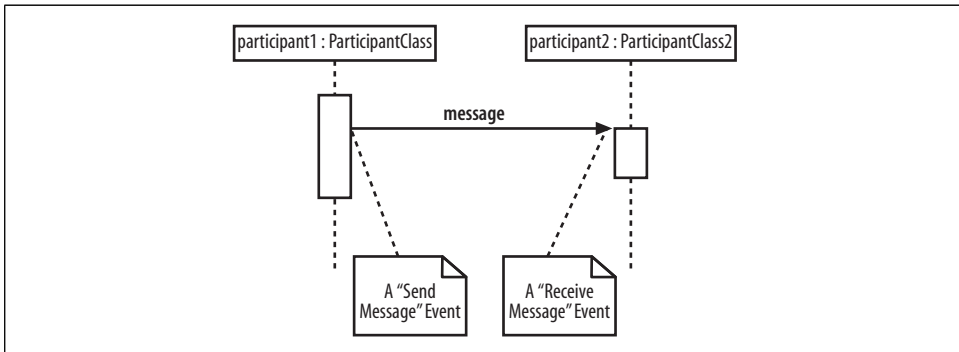 participant1 : ParticipantClass
participant2 : ParticipantClass2
message
A “Send
Message” Event
A “Receive
Message” Event